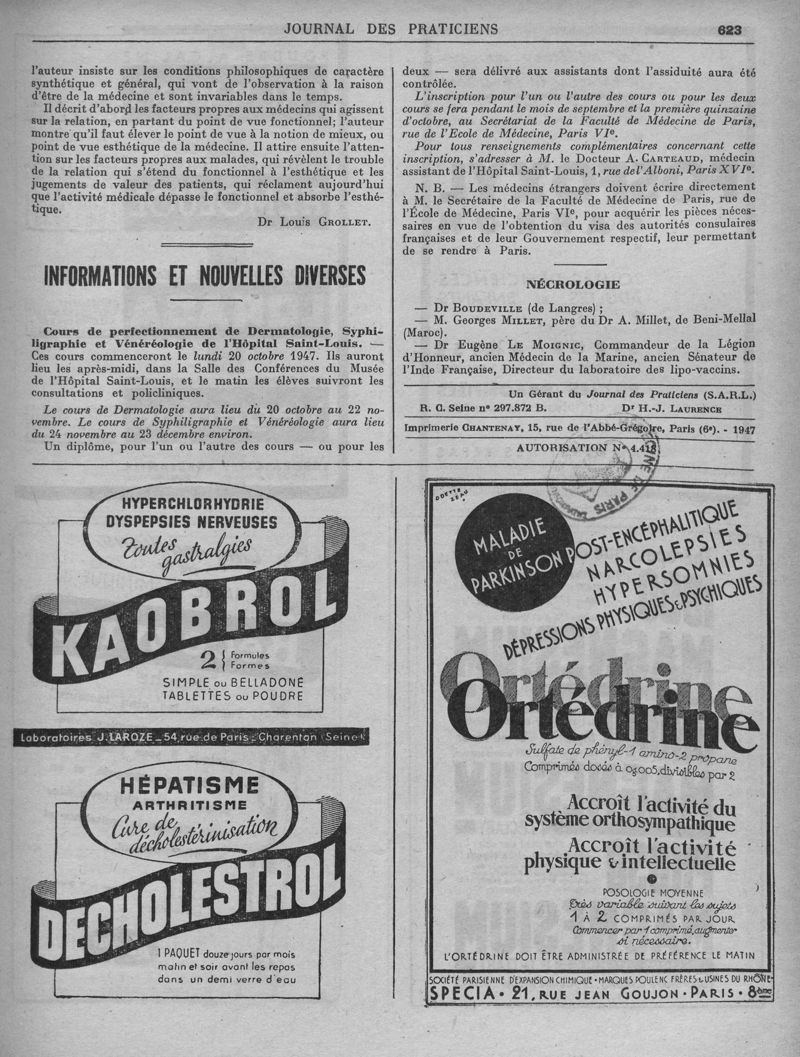 JOURNAL DES PRATICIENS
623
l'auteur insiste sur les conditions philosophiques de caractère
synthétique et général, qui vont de l'observation à la raison
d'être de la médecine et sont invariables dans le temps.
Il décrit d'abord les facteurs propres aux médecins qui agissent
sur la relation, en partant du point de vue fonctionnel; l'auteur
montre qu'il faut élever le point de vue à la notion de mieux, ou
point de vue esthétique de la médecine. Il attire ensuite l'atten-
tion sur les facteurs propres aux malades, qui révèlent le trouble
de la relation qui s'étend du fonctionnel à l'esthétique et les
jugements de valeur des patients, qui réclament aujourd'hui
que l'activité médicale dépasse le fonctionnel et absorbe l'esthé-
tique.
Dr Louis GROLLET.
INFORMATIONS ET NOUVELLES DIVERSES
Cours de perfectionnement de Dermatologie, Syphi-
ligraphie et Vénéréologie de l'Hôpital Saint-Louis. —
Ces cours commenceront le lundi 20 octobre 1947. Ils auront
lieu les après-midi, dans la Salle des Conférences du Musée
de l'Hôpital Saint-Louis, et le matin les élèves suivront les
consultations et policliniques.
Le cours de Dermatologie aura lieu du 20 octobre au 22 no-
vembre. Le cours de Syphiligraphie et Vénéréologie aura lieu
du 24 novembre au 23 décembre environ.
Un diplôme, pour l'un ou l'autre des cours — ou pour les
deux — sera délivré aux assistants dont l'assiduité aura été
contrôlée.
L'inscription pour l'un ou l'autre des cours ou pour les deux
cours se fera pendant le mois de septembre et la première quinzaine
d'octobre, au Secrétariat de la Faculté de Médecine de Paris,
rue de l'Ecole de Médecine, Paris VIe.
Pour tous renseignements complémentaires concernant cette
inscription, s'adresser à M. le Docteur A. CARTEAUD, médecin
assistant de l'Hôpital Saint-Louis, 1, rue de l'Alboni, Paris XVIe.
N. B. — Les médecins étrangers doivent écrire directement
à M. le Secrétaire de la Faculté de Médecine de Paris, rue de
l'École de Médecine, Paris VIe, pour acquérir les pièces néces-
saires en vue de l'obtention du visa des autorités consulaires
françaises et de leur Gouvernement respectif, leur permettant
de se rendre à Paris.
NÉCROLOGIE
— Dr BOUDEVILLE (de Langres) ;
— M. Georges MILLET, père du Dr A. Millet, de Beni-Mellal
(Maroc).
— Dr Eugène LE MOIGNIC, Commandeur de la Légion
d'Honneur, ancien Médecin de la Marine, ancien Sénateur de
l'Inde Française, Directeur du laboratoire des lipo-vaccins.
Un Gérant du Journal des Praticiens (S.A.R.L.)
R. C. Seine nº 297.872 B. Dr H.-J. LAURENCE
Imprimerie CHANTENAY, 15, rue de l'Abbé-Grégoire, Paris (6e). - 1947
AUTORISATION Nº 4.418
HYPERCHLORHYDRIE
DYSPEPSIES NERVEUSES
Toutes
gastralgies
KAOBROL
2 { Formules
Formes
SIMPLE ou BELLADONÉ
TABLETTES ou POUDRE
Laboratoires J. LAROZE _ 54, rue de Paris _ Charenton (Seine)
HÉPATISME
ARTHRITISME
Cure de
décholestérinisation
DECHOLESTROL
1 PAQUET douze jours par mois
matin et soir avant les repas
dans un demi verre d'eau
ODETTE
MALADIE
DE
PARKINSON POST-ENCÉPHALITIQUE
NARCOLEPSIES
HYPERSOMNIES
DÉPRESSIONS PHYSIQUES & PSYCHIQUES
Ortédrine
Ortédrine
Sulfate de phényl-1 amino-2 propane
Comprimés dosés à 0g005, divisibles par 2
Accroît l'activité du
système orthosympathique
Accroît l'activité
physique & intellectuelle
POSOLOGIE MOYENNE
très variable suivant les sujets
1 À 2 COMPRIMÉS PAR JOUR
Commencer par 1 comprimé, augmenter
si nécessaire.
L'ORTÉDRINE DOIT ÊTRE ADMINISTRÉE DE PRÉFÉRENCE LE MATIN
SOCIÉTÉ PARISIENNE D'EXPANSION CHIMIQUE • MARQUES POULENC FRÈRES & USINES DU RHÔNE
SPECIA • 21, RUE JEAN GOUJON • PARIS • 8ème